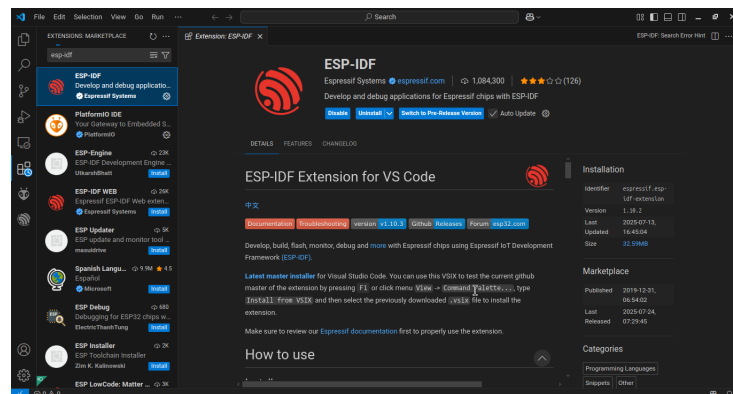 File Edit Selection View Go Run ···
Search
EXTENSIONS: MARKETPLACE
esp-idf
ESP-IDF
Develop and debug applicatio...
Espressif Systems
PlatformIO IDE
Your Gateway to Embedded S...
PlatformIO
ESP-Engine 23K
ESP-IDF Development Engine ...
UtkarshBhatt Install
ESP-IDF WEB 26K
Espressif ESP-IDF Web exten...
Espressif Systems Install
ESP Updater 5K
ESP update and monitor tool ...
masuidrive Install
Spanish Langu... 9.9M 4.5
Español
Microsoft Install
ESP Debug 680
Debugging for ESP32 chips w...
ElectricThanhTung Install
ESP Installer 2K
ESP Toolchain Installer
Zim K. Kalinowski Install
ESP LowCode: Matter ... 3K
Extension: ESP-IDF
ESP-IDF: Search Error Hint
ESP-IDF
Espressif Systems espressif.com 1,084,300 (126)
Develop and debug applications for Espressif chips with ESP-IDF
Disable Uninstall Switch to Pre-Release Version Auto Update
DETAILS FEATURES CHANGELOG
ESP-IDF Extension for VS Code
中文
Documentation Troubleshooting version v1.10.3 Github Releases Forum esp32.com
Develop, build, flash, monitor, debug and more with Espressif chips using Espressif IoT Development
Framework (ESP-IDF).
Latest master installer for Visual Studio Code. You can use this VSIX to test the current github
master of the extension by pressing F1 or click menu View -> Command Palette..., type
Install from VSIX and then select the previously downloaded .vsix file to install the
extension.
Make sure to review our Espressif documentation first to properly use the extension.
How to use
Installation
Identifier espressif.esp-
idf-extension
Version 1.10.2
Last 2025-07-13,
Updated 16:45:04
Size 32.59MB
Marketplace
Published 2019-12-31,
06:54:02
Last 2025-07-24,
Released 07:29:45
Categories
Programming Languages
Snippets Other